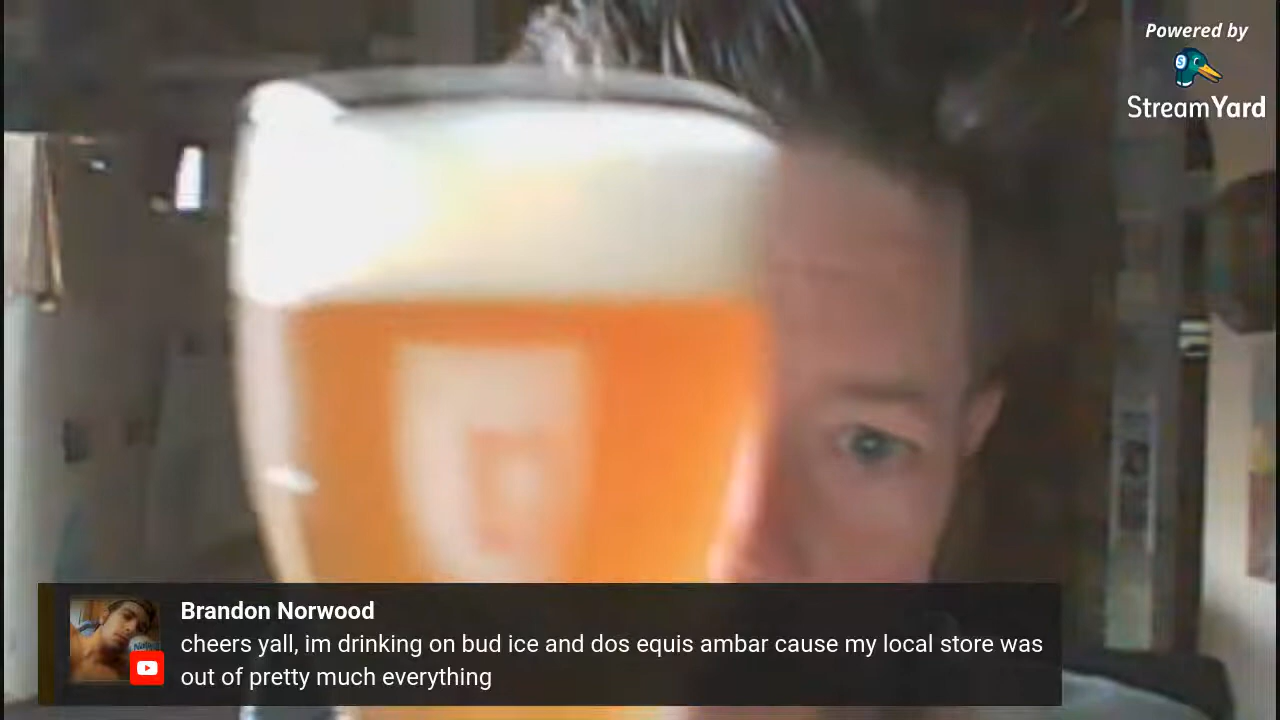 Powered by
StreamYard
Brandon Norwood
cheers yall, im drinking on bud ice and dos equis ambar cause my local store was
out of pretty much everything